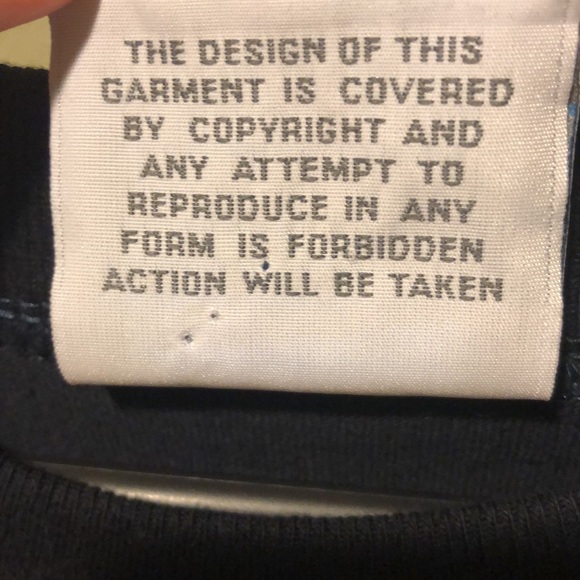 THE DESIGN OF THIS
GARMENT IS COVERED
BY COPYRIGHT AND
ANY ATTEMPT TO
REPRODUCE IN ANY
FORM IS FORBIDDEN
ACTION WILL BE TAKEN